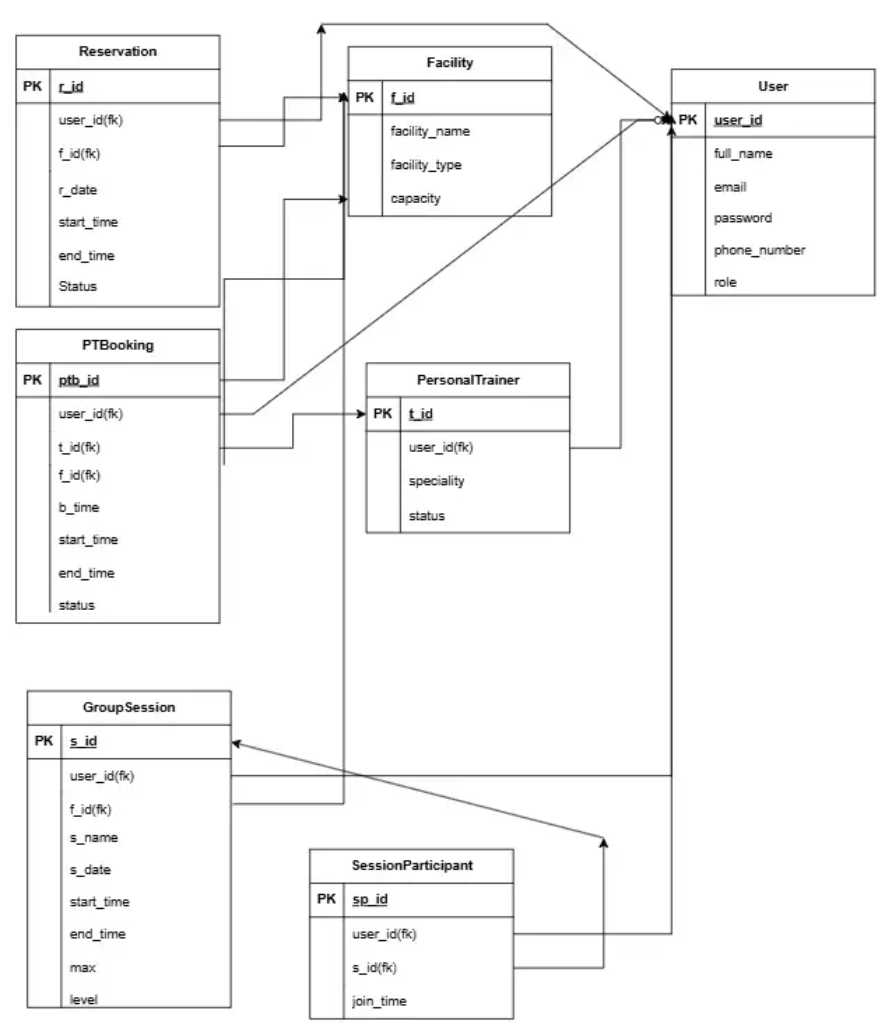 Reservation
PK r_id
user_id(fk)
f_id(fk)
r_date
start_time
end_time
Status
Facility
PK f_id
facility_name
facility_type
capacity
User
PK user_id
full_name
email
password
phone_number
role
PTBooking
PK ptb_id
user_id(fk)
t_id(fk)
f_id(fk)
b_time
start_time
end_time
status
PersonalTrainer
PK t_id
user_id(fk)
speciality
status
GroupSession
PK s_id
user_id(fk)
f_id(fk)
s_name
s_date
start_time
end_time
max
level
SessionParticipant
PK sp_id
user_id(fk)
s_id(fk)
join_time